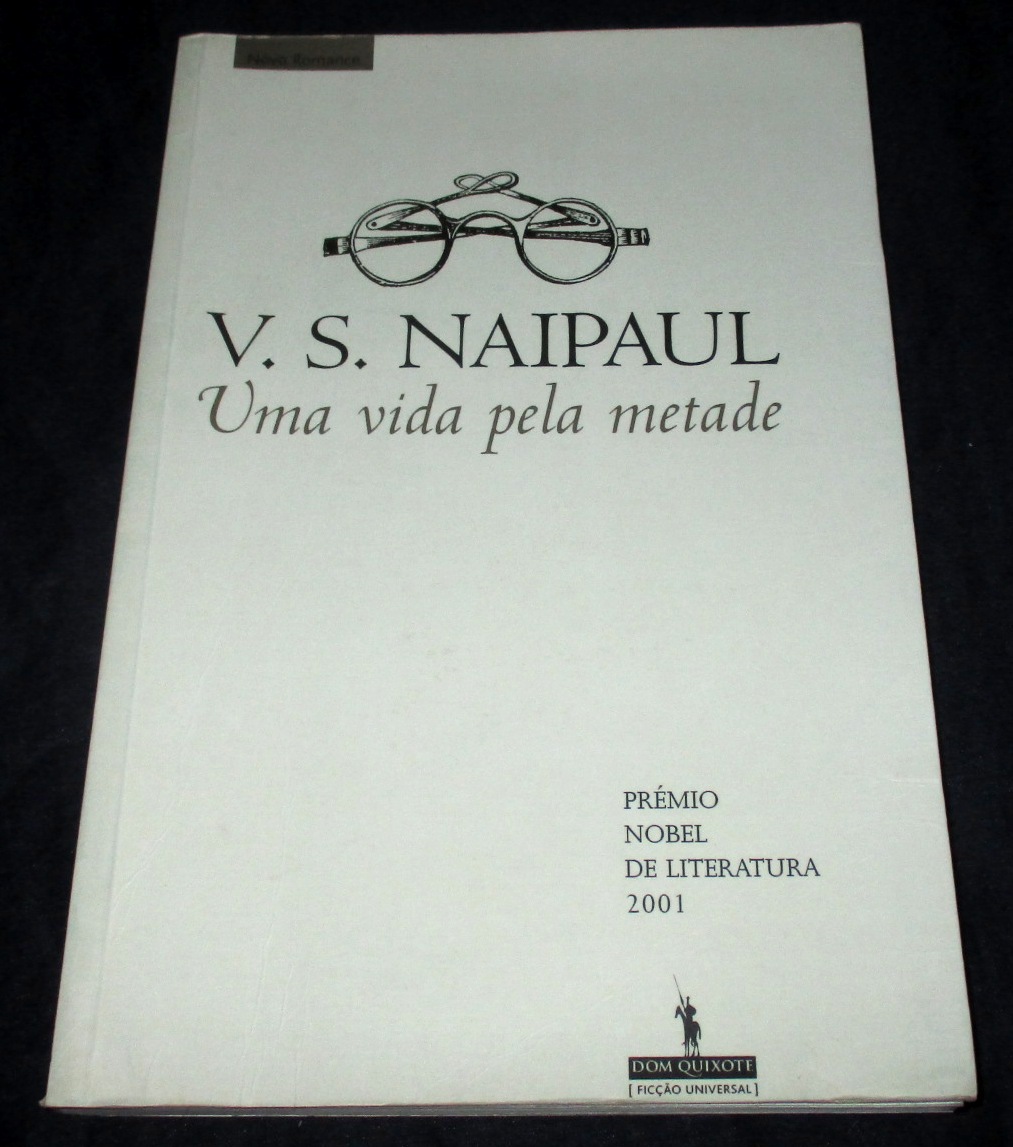 Novo Romance
V. S. NAIPAUL
Uma vida pela metade
PRÉMIO
NOBEL
DE LITERATURA
2001
DOM QUIXOTE
[ FICÇÃO UNIVERSAL ]